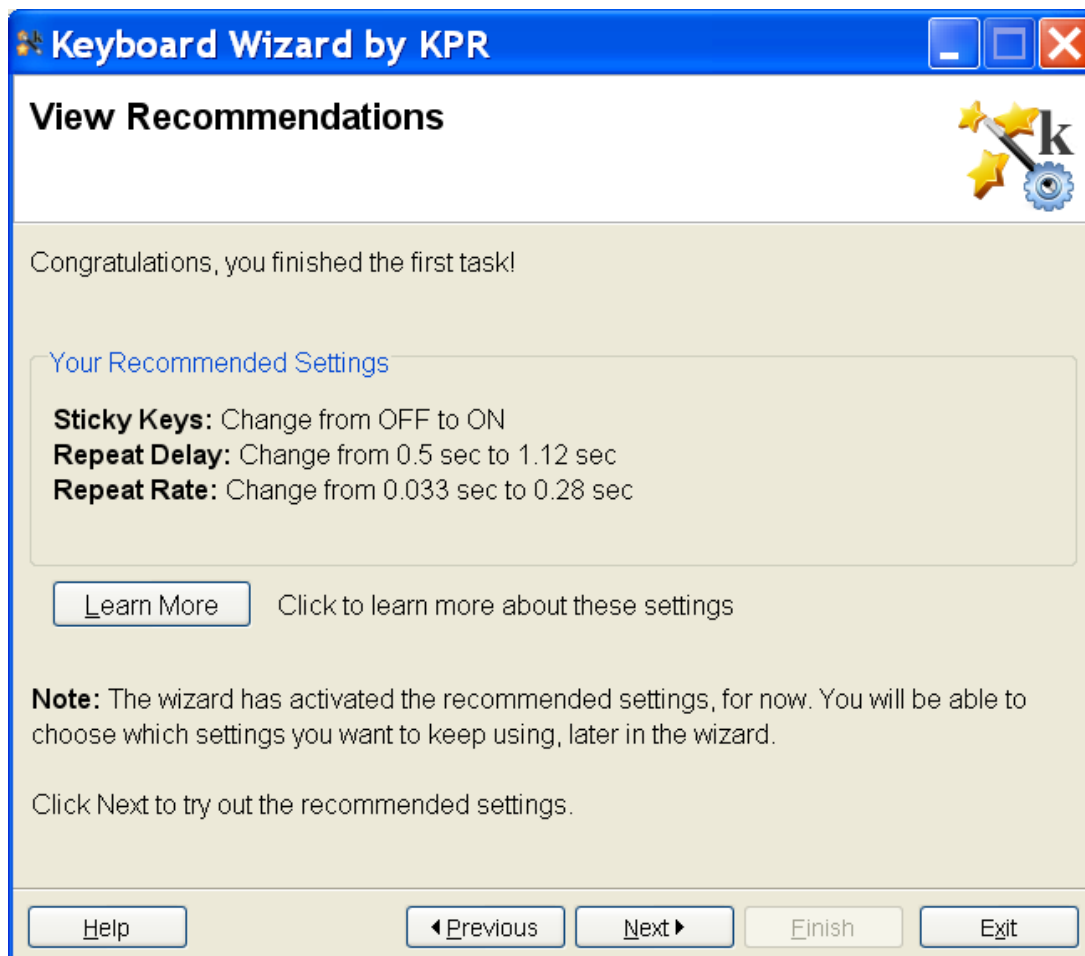 Keyboard Wizard by KPR
View Recommendations
k
Congratulations, you finished the first task!
Your Recommended Settings
Sticky Keys: Change from OFF to ON
Repeat Delay: Change from 0.5 sec to 1.12 sec
Repeat Rate: Change from 0.033 sec to 0.28 sec
Learn More Click to learn more about these settings
Note: The wizard has activated the recommended settings, for now. You will be able to
choose which settings you want to keep using, later in the wizard.
Click Next to try out the recommended settings.
Help Previous Next Finish Exit